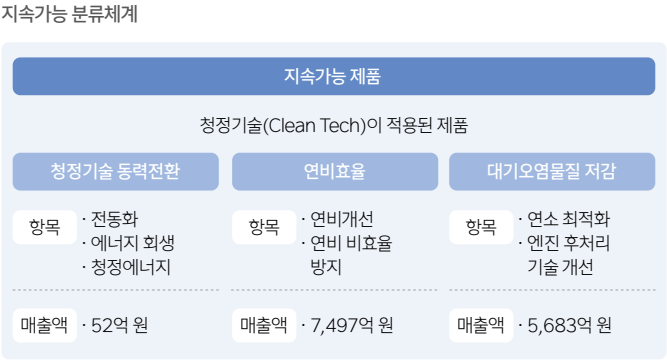 지속가능 분류체계
지속가능 제품
청정기술(Clean Tech)이 적용된 제품
청정기술 동력전환
항목
· 전동화
· 에너지 회생
· 청정에너지
매출액 · 52억 원
연비효율
항목
· 연비개선
· 연비 비효율
방지
매출액 · 7,497억 원
대기오염물질 저감
항목
· 연소 최적화
· 엔진 후처리
기술 개선
매출액 · 5,683억 원